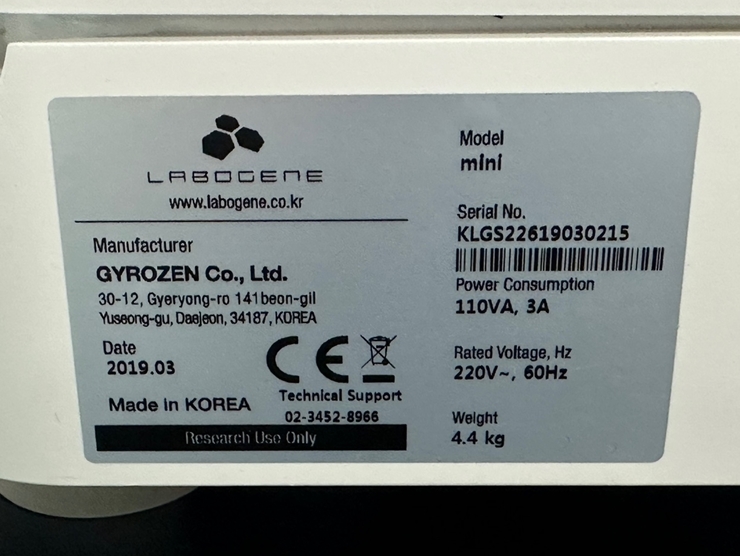 LABOGENE
www.labogene.co.kr
Manufacturer
GYROZEN Co., Ltd.
30-12, Gyeryong-ro 141beon-gil
Yuseong-gu, Daejeon, 34187, KOREA
Date
2019.03
CE
Made in KOREA
Technical Support
02-3452-8966
Research Use Only
Model
mini
Serial No.
KLGS22619030215
Power Consumption
110VA, 3A
Rated Voltage, Hz
220V~, 60Hz
Weight
4.4 kg